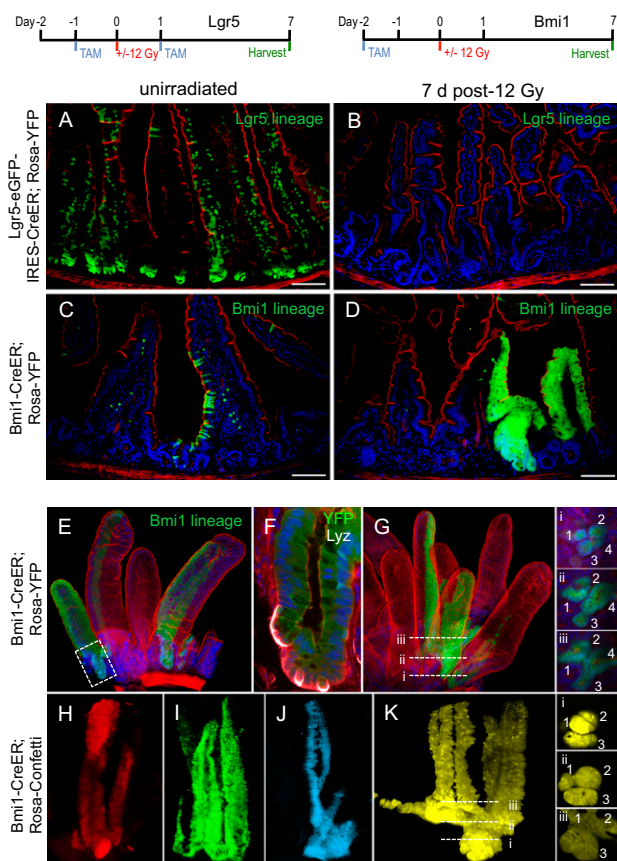 Day-2 -1 0 1 Lgr5 7
TAM +/-12 Gy TAM Harvest
Day-2 -1 0 1 Bmi1 7
TAM +/- 12 Gy Harvest
unirradiated
7 d post-12 Gy
Lgr5-eGFP-
IRES-CreER; Rosa-YFP
A Lgr5 lineage
B Lgr5 lineage
Bmi1-CreER;
Rosa-YFP
C Bmi1 lineage
D Bmi1 lineage
Bmi1-CreER;
Rosa-YFP
E Bmi1 lineage
F YFP
Lyz
G
iii
ii
i
i
1 2
3 4
ii
1 2
3 4
iii
1 2
3 4
Bmi1-CreER;
Rosa-Confetti
H
I
J
K
iii
ii
i
i
1 2
3
ii
1 2
3
iii
1 2
3